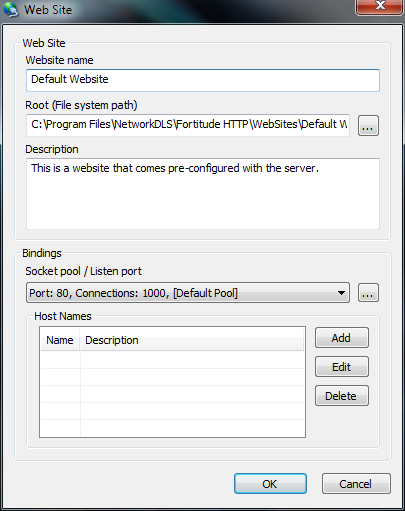 Web Site
Web Site
Website name
Default Website
Root (File system path)
C:\Program Files\NetworkDLS\Fortitude HTTP\WebSites\Default W
...
Description
This is a website that comes pre-configured with the server.
Bindings
Socket pool / Listen port
Port: 80, Connections: 1000, [Default Pool]
...
Host Names
Name Description
Add
Edit
Delete
OK Cancel